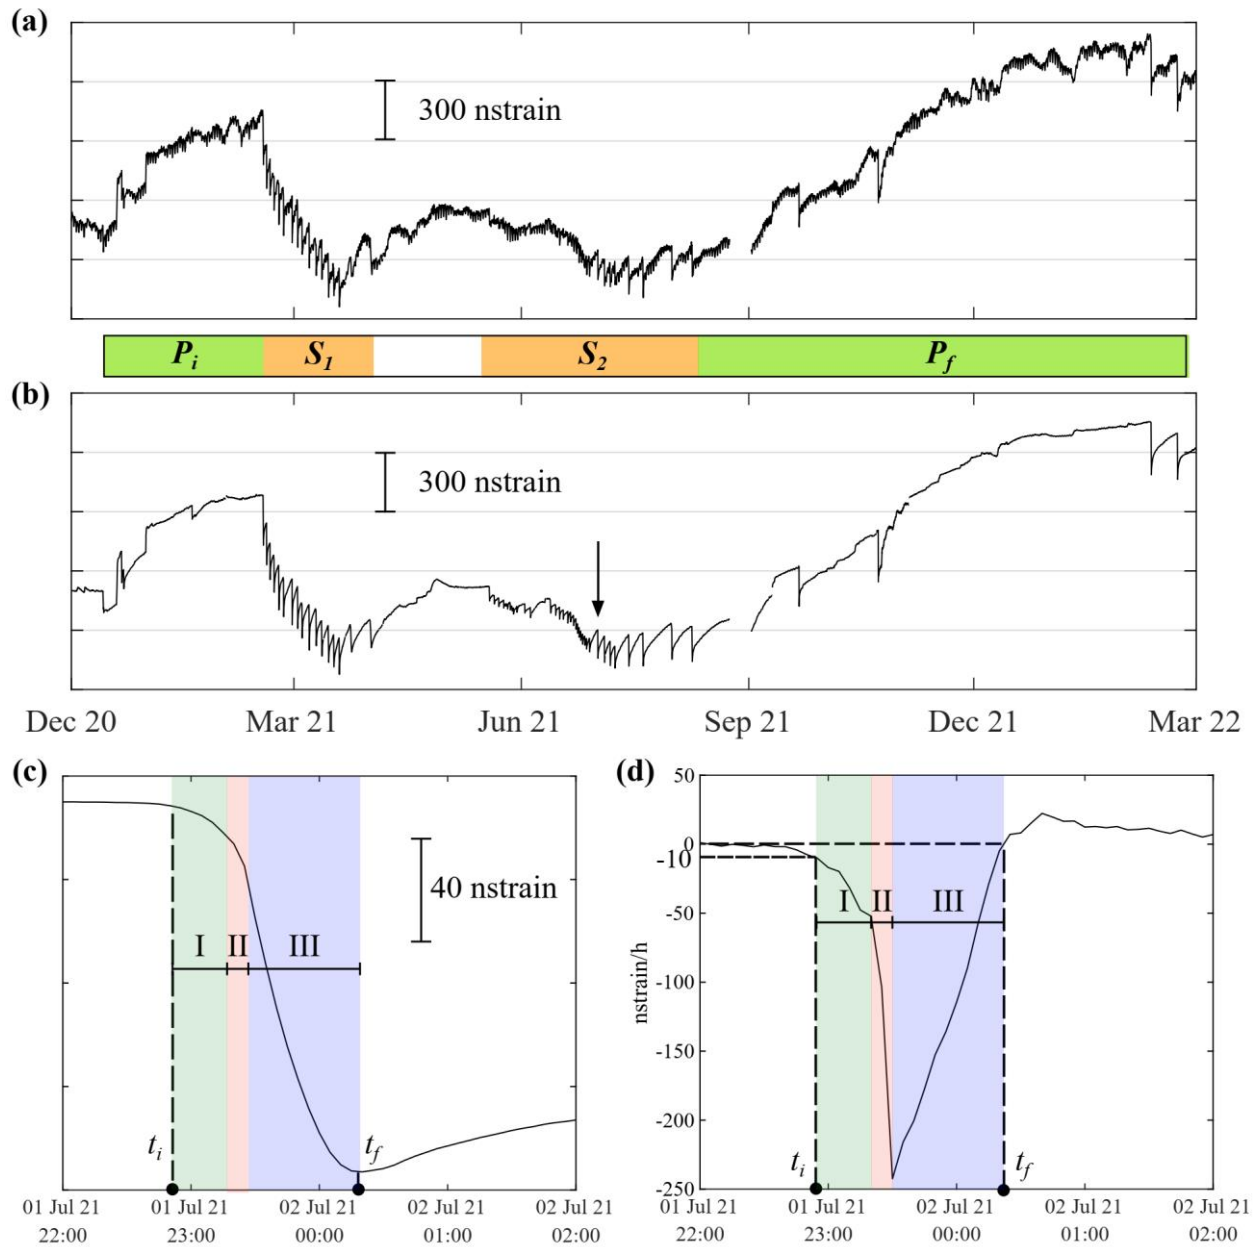 (a)
300 nstrain
Pi S1 S2 Pf
(b)
300 nstrain
Dec 20 Mar 21 Jun 21 Sep 21 Dec 21 Mar 22
(c)
40 nstrain
I II III
ti tf
01 Jul 21 01 Jul 21 02 Jul 21 02 Jul 21 02 Jul 21
22:00 23:00 00:00 01:00 02:00
(d)
50
0
-10
I II III
-50
-100
nstrain/h
-150
-200
ti tf
-250
01 Jul 21 01 Jul 21 02 Jul 21 02 Jul 21 02 Jul 21
22:00 23:00 00:00 01:00 02:00